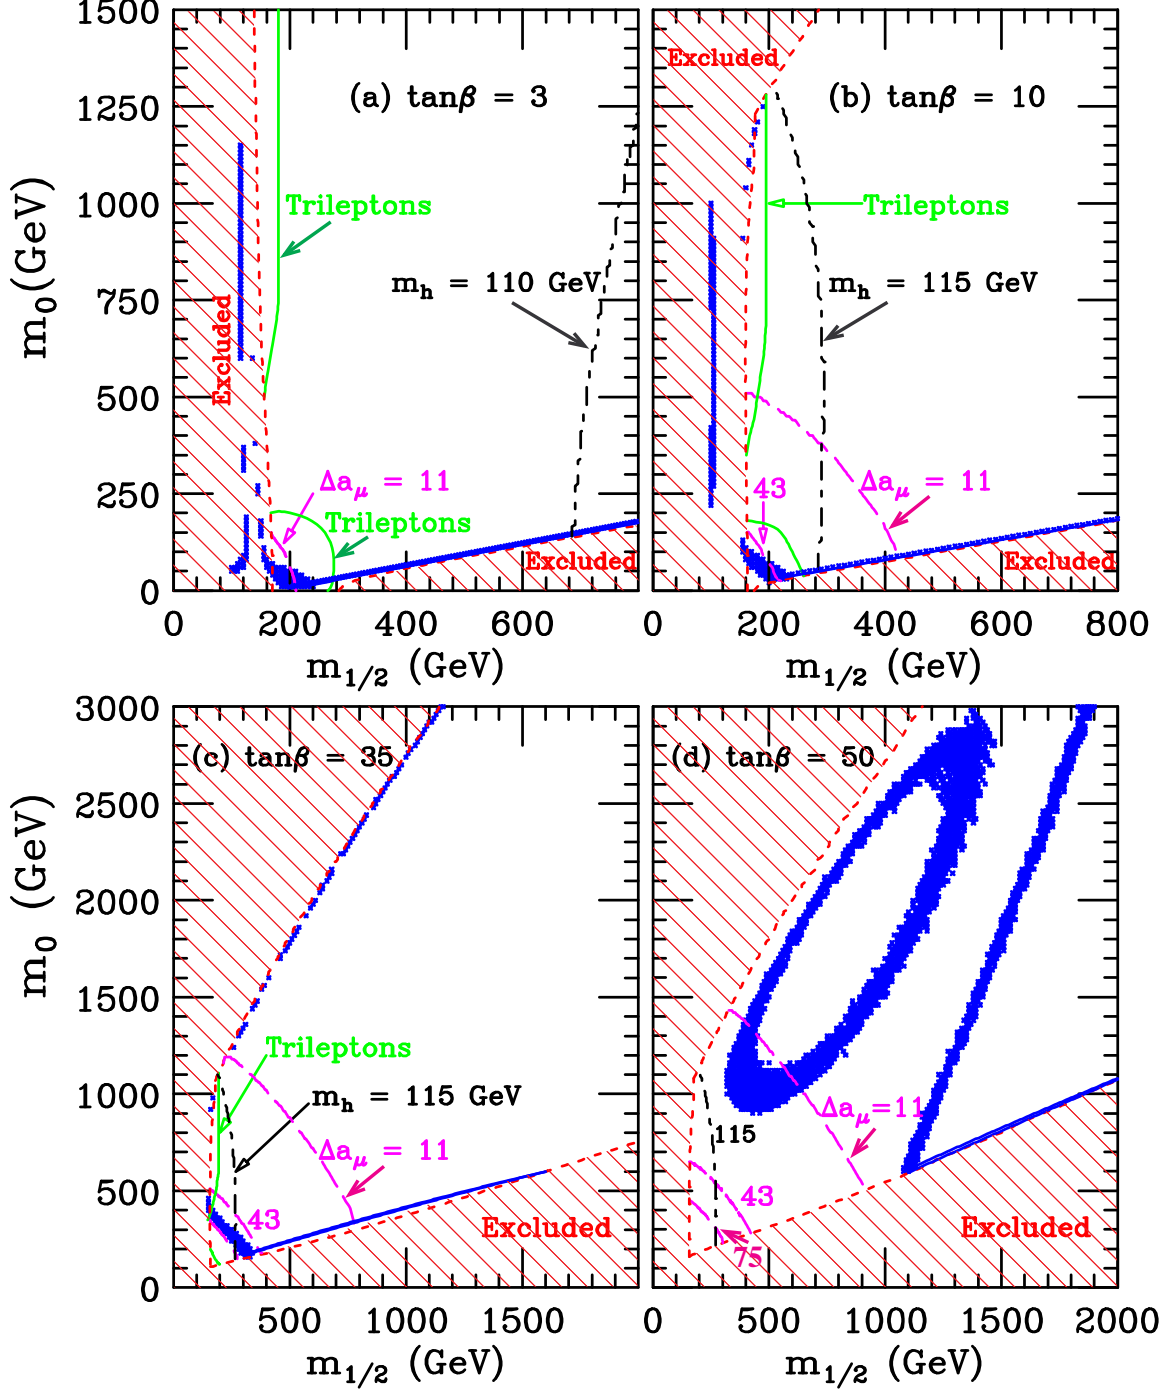 1500
1250
1000
750
500
250
0
m0(GeV)
(a) tanβ = 3
Trileptons
mh = 110 GeV
Excluded
Δaμ = 11
Trileptons
Excluded
0 200 400 600
m1/2 (GeV)
Excluded
(b) tanβ = 10
Trileptons
mh = 115 GeV
43
Δaμ = 11
Excluded
0 200 400 600 800
m1/2 (GeV)
3000
2500
2000
1500
1000
500
0
m0 (GeV)
(c) tanβ = 35
Trileptons
mh = 115 GeV
Δaμ = 11
43
Excluded
500 1000 1500
m1/2 (GeV)
(d) tanβ = 50
Δaμ=11
115
43
75
Excluded
0 500 1000 1500 2000
m1/2 (GeV)